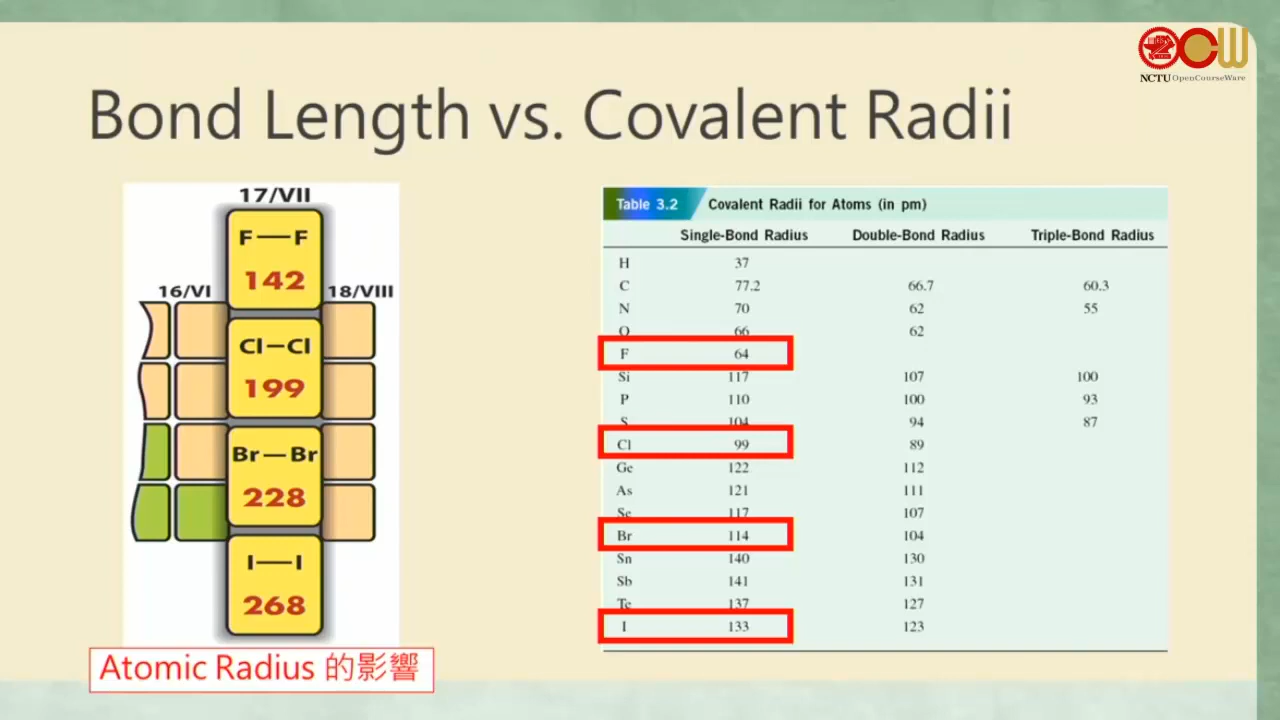 NCTU OpenCourseWare
Bond Length vs. Covalent Radii
17/VII
F—F
142
16/VI
18/VIII
Cl—Cl
199
Br—Br
228
I—I
268
Atomic Radius 的影響
Table 3.2 Covalent Radii for Atoms (in pm)
Single-Bond Radius Double-Bond Radius Triple-Bond Radius
H 37
C 77.2 66.7 60.3
N 70 62 55
O 66 62
F 64
Si 117 107 100
P 110 100 93
S 104 94 87
Cl 99 89
Ge 122 112
As 121 111
Se 117 107
Br 114 104
Sn 140 130
Sb 141 131
Te 137 127
I 133 123